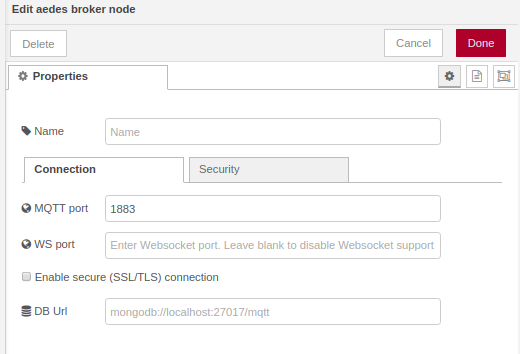 Edit aedes broker node
Delete Cancel Done
Properties
Name Name
Connection Security
MQTT port 1883
WS port Enter Websocket port. Leave blank to disable Websocket support
Enable secure (SSL/TLS) connection
DB Url mongodb://localhost:27017/mqtt